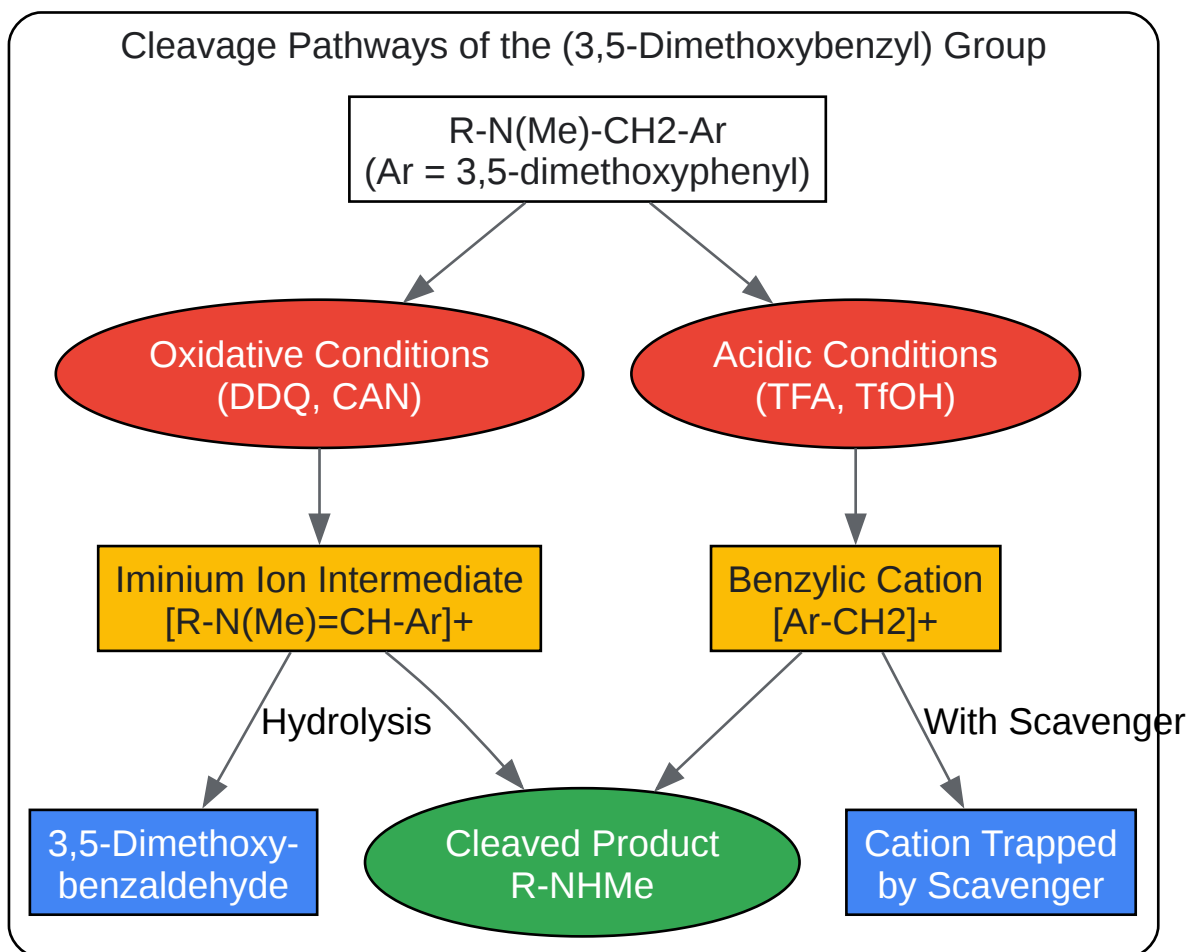 Cleavage Pathways of the (3,5-Dimethoxybenzyl) Group
R-N(Me)-CH2-Ar
(Ar = 3,5-dimethoxyphenyl)
Oxidative Conditions
(DDQ, CAN)
Acidic Conditions
(TFA, TfOH)
Iminium Ion Intermediate
[R-N(Me)=CH-Ar]+
Benzylic Cation
[Ar-CH2]+
Hydrolysis
With Scavenger
3,5-Dimethoxy-
benzaldehyde
Cleaved Product
R-NHMe
Cation Trapped
by Scavenger